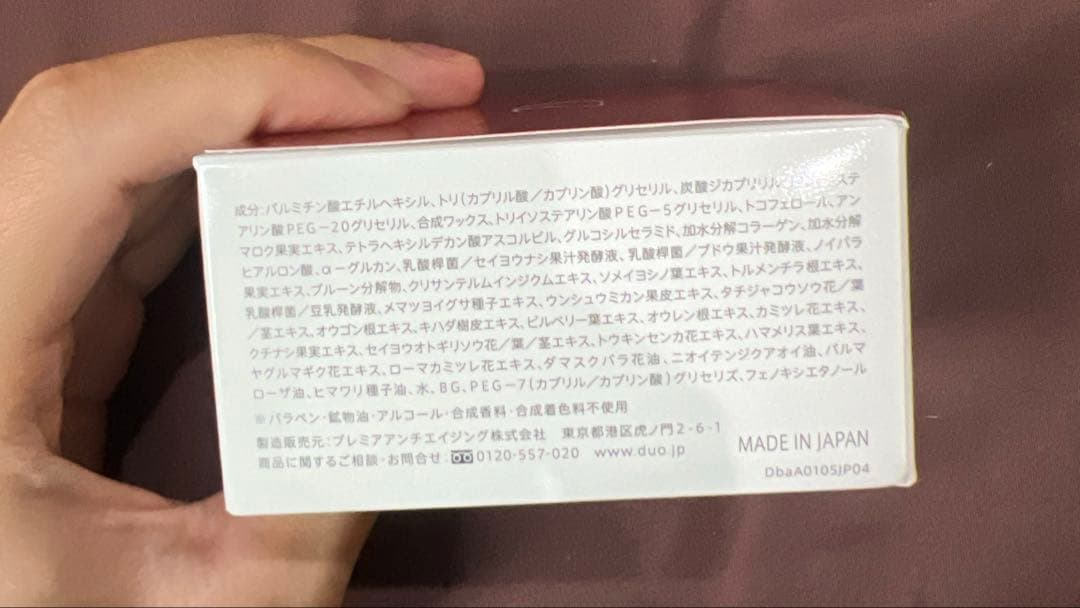 成分:パルミチン酸エチルヘキシル、トリ(カプリル酸／カプリン酸)グリセリル、炭酸ジカプリリル、ステ
アリン酸PEG－20グリセリル、合成ワックス、トリイソステアリン酸PEG－5グリセリル、トコフェロール、アン
マロク果実エキス、テトラヘキシルデカン酸アスコルビル、グルコシルセラミド、加水分解コラーゲン、加水分解
ヒアルロン酸、α－グルカン、乳酸桿菌／セイヨウナシ果汁発酵液、乳酸桿菌／ブドウ果汁発酵液、ノイバラ
果実エキス、プルーン分解物、クリサンテルムインジクムエキス、ソメイヨシノ葉エキス、トルメンチラ根エキス、
乳酸桿菌／豆乳発酵液、メマツヨイグサ種子エキス、ウンシュウミカン果皮エキス、タチジャコウソウ花／葉
／茎エキス、オウゴン根エキス、キハダ樹皮エキス、ビルベリー葉エキス、オウレン根エキス、カミツレ花エキス、
クチナシ果実エキス、セイヨウオトギリソウ花／葉／茎エキス、トウキンセンカ花エキス、ハマメリス葉エキス、
ヤグルマギク花エキス、ローマカミツレ花エキス、ダマスクバラ花油、ニオイテンジクアオイ油、パルマ
ローザ油、ヒマワリ種子油、水、BG、PEG－7(カプリル／カプリン酸)グリセリズ、フェノキシエタノール
※パラベン・鉱物油・アルコール・合成香料・合成着色料不使用
製造販売元:プレミアアンチエイジング株式会社 東京都港区虎ノ門2-6-1
商品に関するご相談・お問合せ:0120-557-020 www.duo.jp
MADE IN JAPAN
DbaA0105JP04